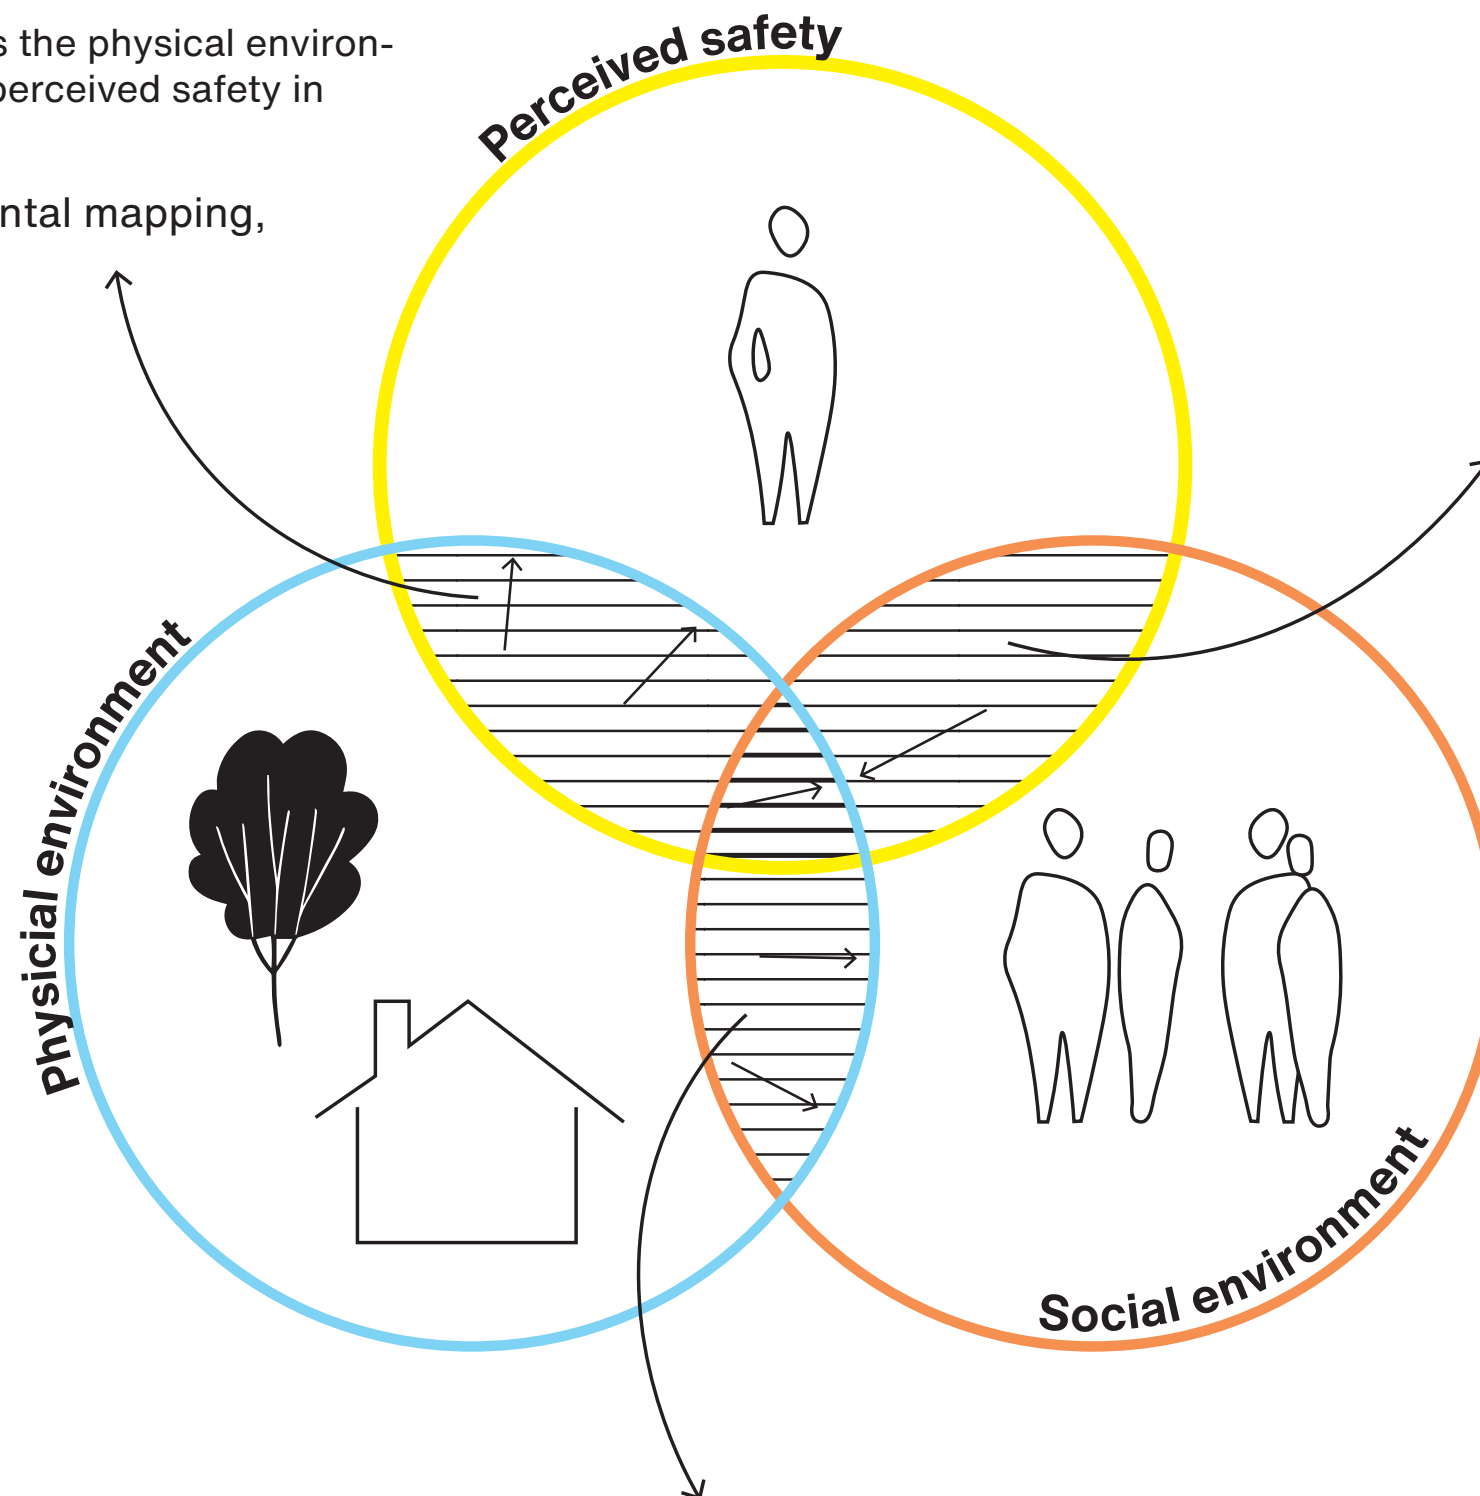 s the physical environ-
perceived safety in
ntal mapping,
Perceived safety
Physicial environment
Social environment